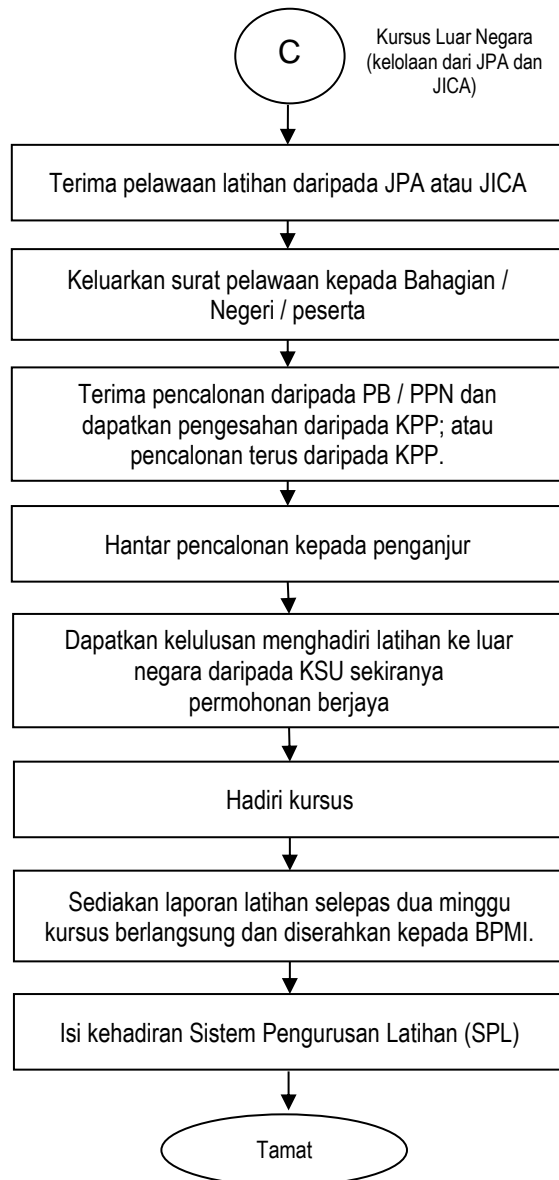 C
Kursus Luar Negara
(kelolaan dari JPA dan
JICA)
Terima pelawaan latihan daripada JPA atau JICA
Keluarkan surat pelawaan kepada Bahagian /
Negeri / peserta
Terima pencalonan daripada PB / PPN dan
dapatkan pengesahan daripada KPP; atau
pencalonan terus daripada KPP.
Hantar pencalonan kepada penganjur
Dapatkan kelulusan menghadiri latihan ke luar
negara daripada KSU sekiranya
permohonan berjaya
Hadiri kursus
Sediakan laporan latihan selepas dua minggu
kursus berlangsung dan diserahkan kepada BPMI.
Isi kehadiran Sistem Pengurusan Latihan (SPL)
Tamat